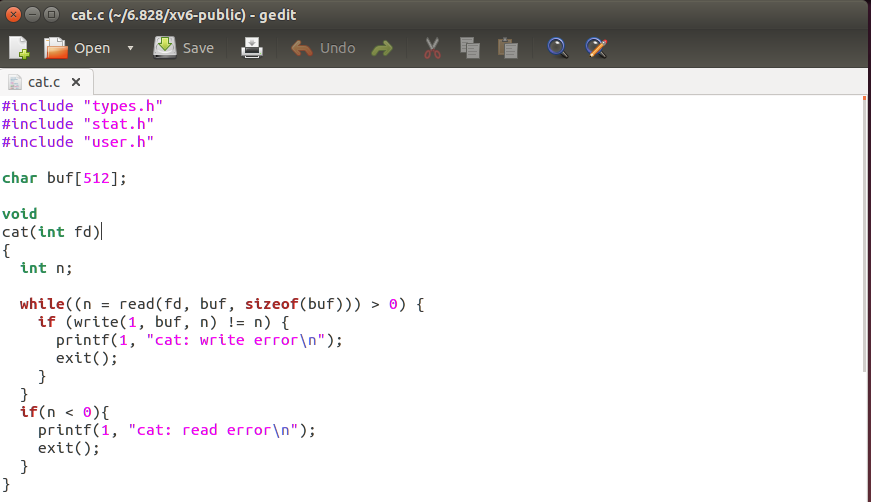 cat.c (~/6.828/xv6-public) - gedit
Open Save Undo
cat.c
#include "types.h"
#include "stat.h"
#include "user.h"
char buf[512];
void
cat(int fd)
{
  int n;
  while((n = read(fd, buf, sizeof(buf))) > 0) {
    if (write(1, buf, n) != n) {
      printf(1, "cat: write error\n");
      exit();
    }
  }
  if(n < 0){
    printf(1, "cat: read error\n");
    exit();
  }
}